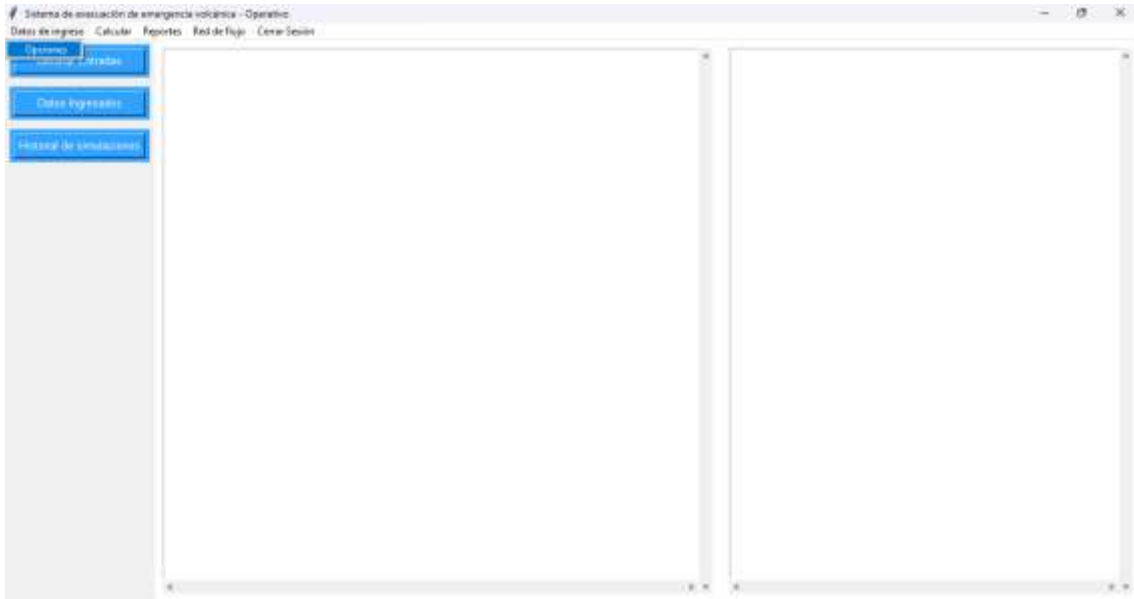 Sistema de evacuación de emergencia volcánica - Operativo
Datos de ingreso Calcular Reportes Red de flujo Cerrar Sesión
Opciones
Entradas
Datos Ingresados
Historial de simulaciones